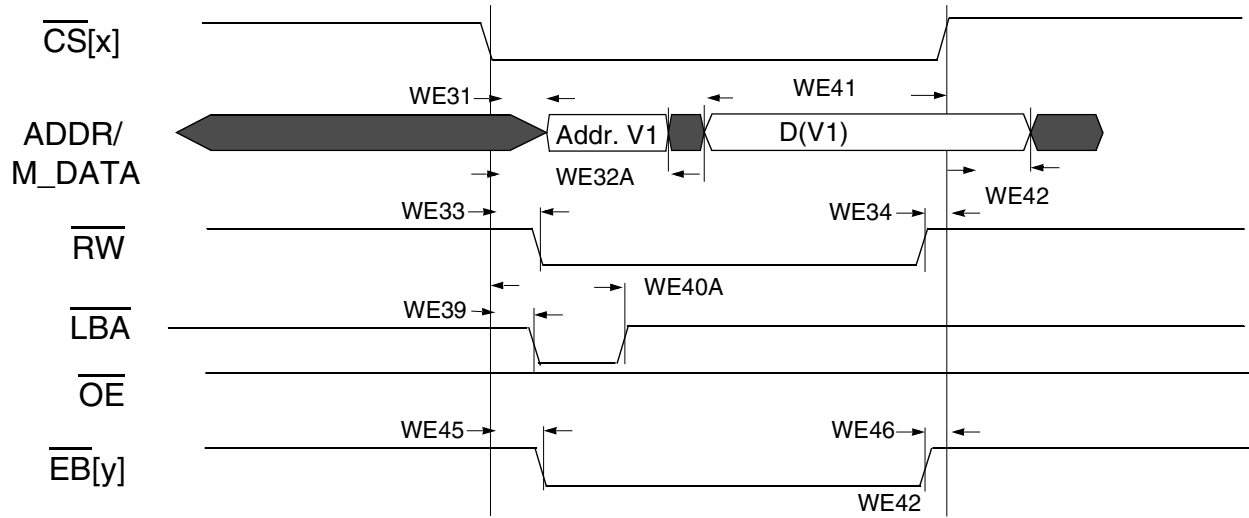 CS[x]
WE31
WE41
ADDR/
M_DATA
Addr. V1
D(V1)
WE32A
WE42
WE33
WE34
RW
WE40A
WE39
LBA
OE
WE45
WE46
EB[y]
WE42